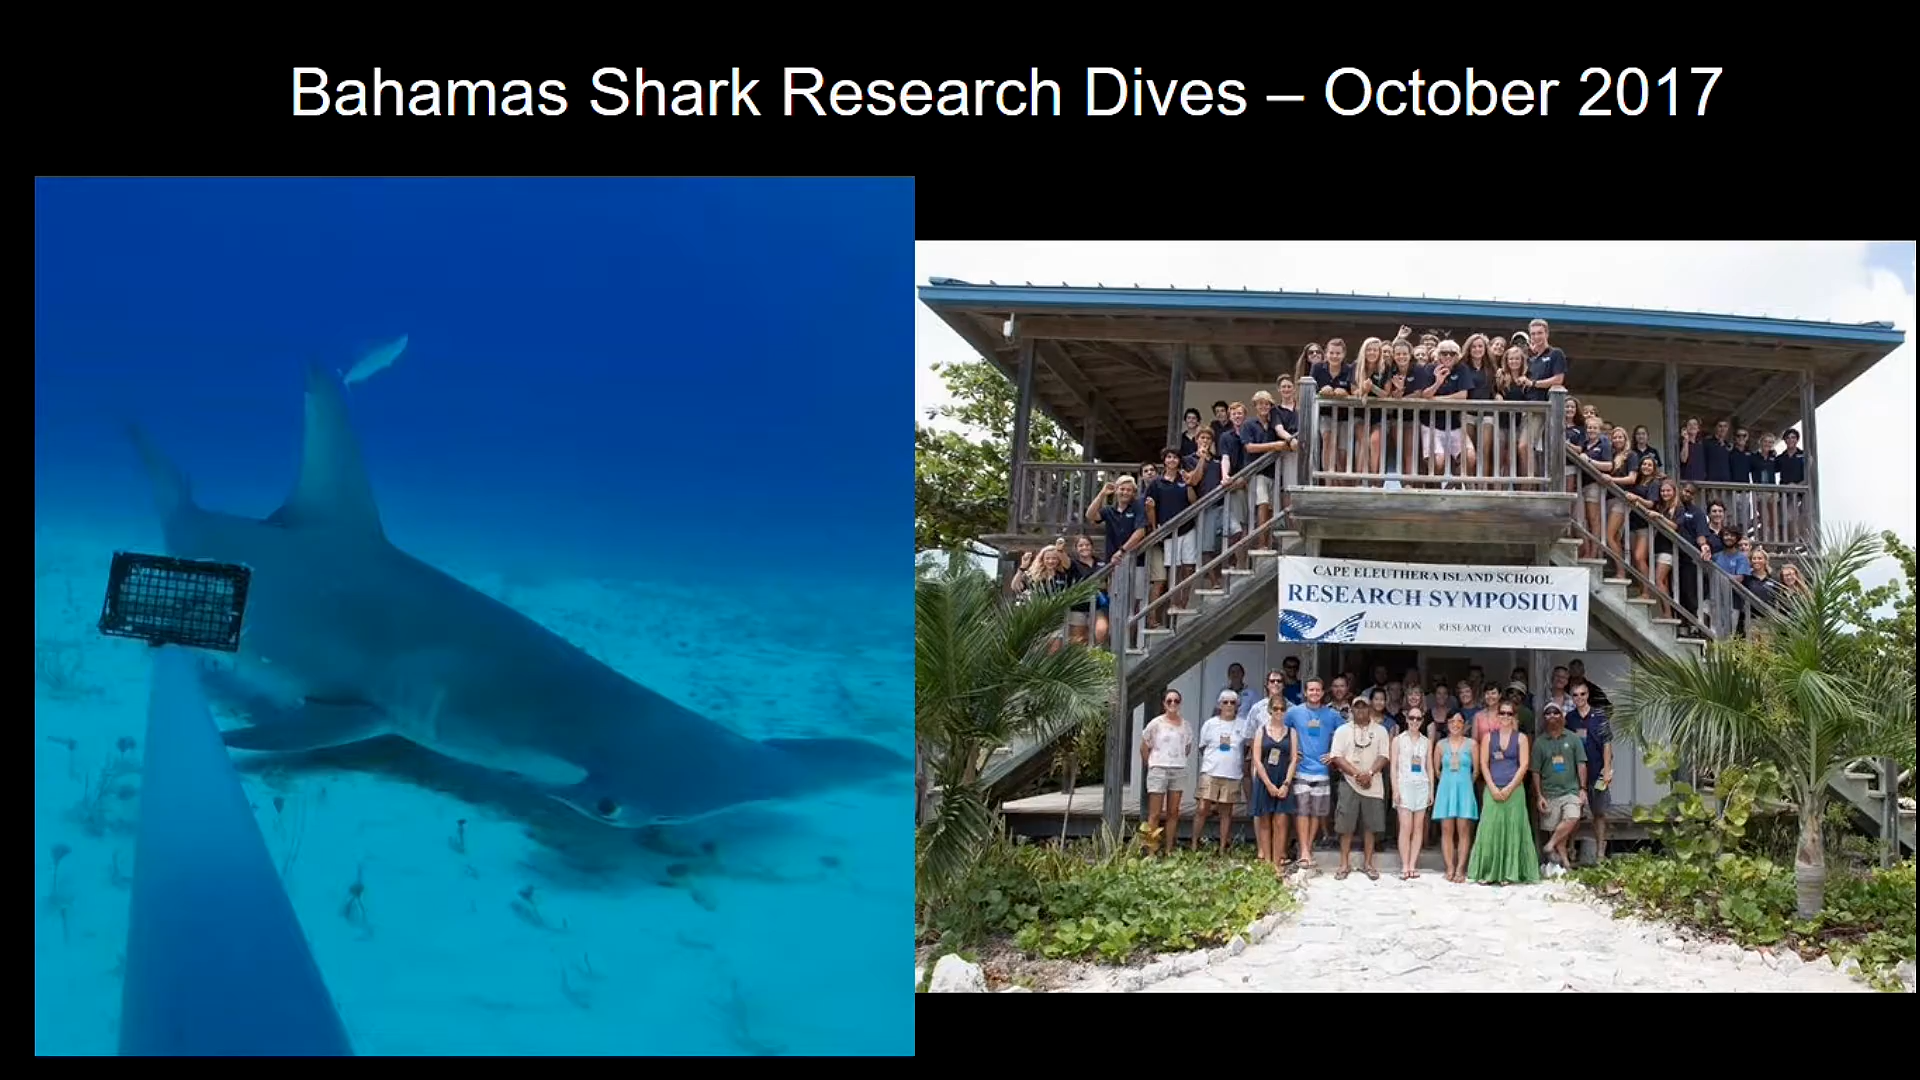 Bahamas Shark Research Dives – October 2017
CAPE ELEUTHERA ISLAND SCHOOL
RESEARCH SYMPOSIUM
EDUCATION RESEARCH CONSERVATION